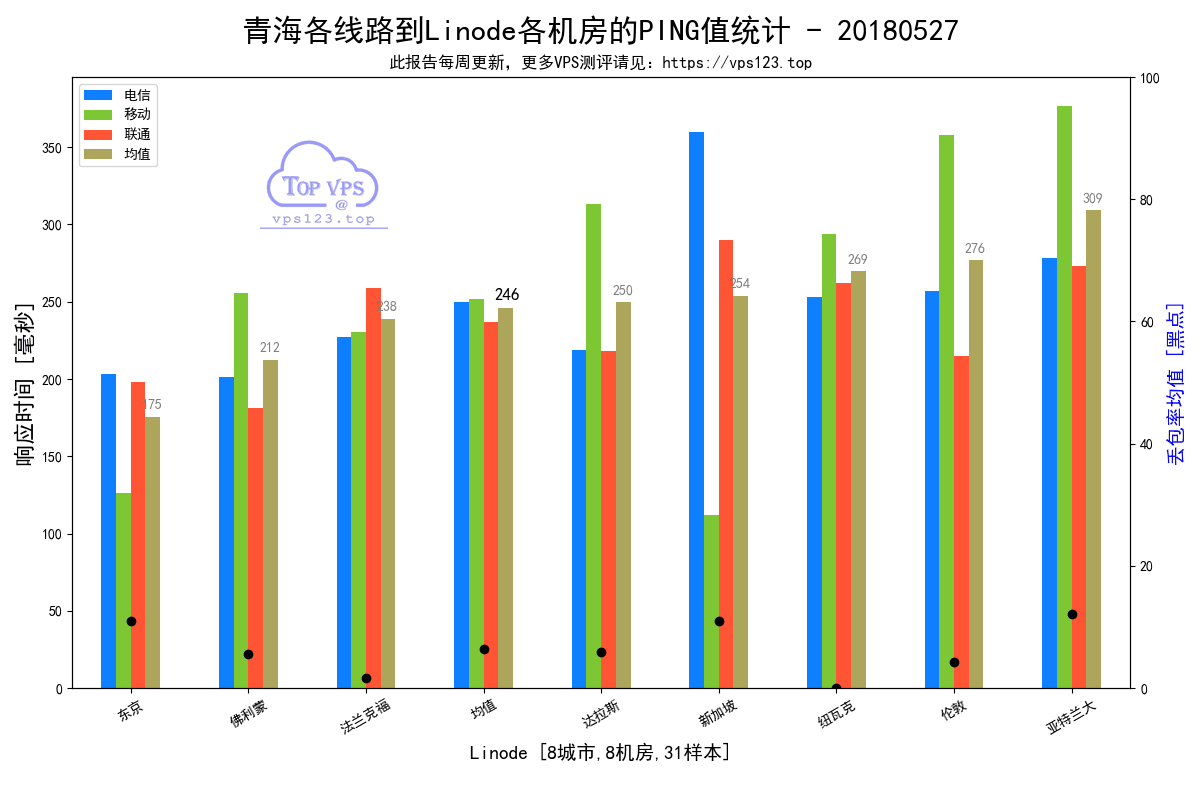 青海各线路到Linode各机房的PING值统计 - 20180527
此报告每周更新，更多VPS测评请见：https://vps123.top
电信
移动
联通
均值
TOP VPS
@
vps123.top
响应时间 [毫秒]
350
300
250
200
150
100
50
0
175
212
238
246
250
254
269
276
309
100
80
60
40
20
0
丢包率均值 [黑点]
东京
佛利蒙
法兰克福
均值
达拉斯
新加坡
纽瓦克
伦敦
亚特兰大
Linode [8城市,8机房,31样本]